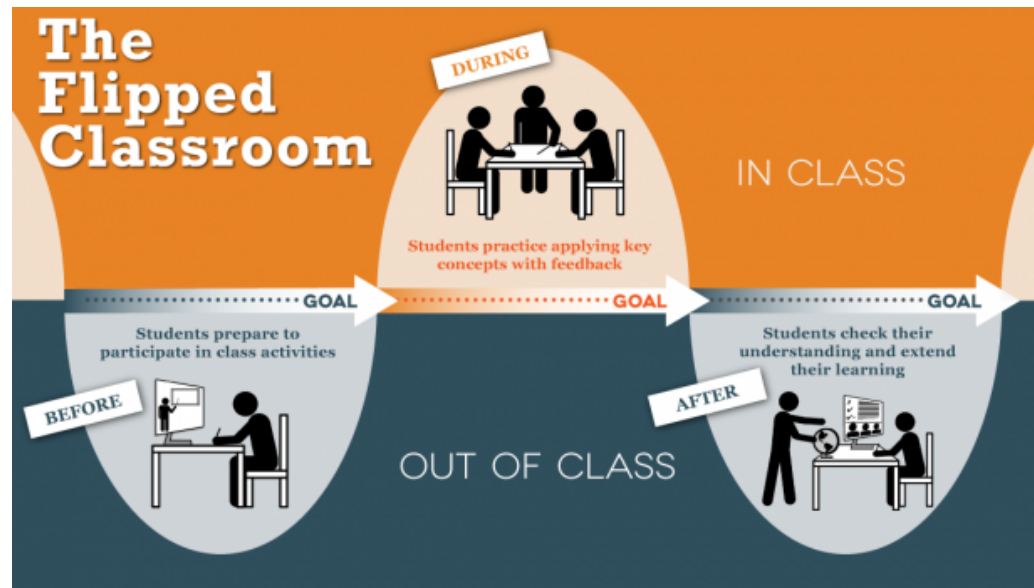 The
Flipped
Classroom
DURING
IN CLASS
Students practice applying key
concepts with feedback
GOAL
GOAL
GOAL
Students prepare to
participate in class activities
BEFORE
OUT OF CLASS
Students check their
understanding and extend
their learning
AFTER